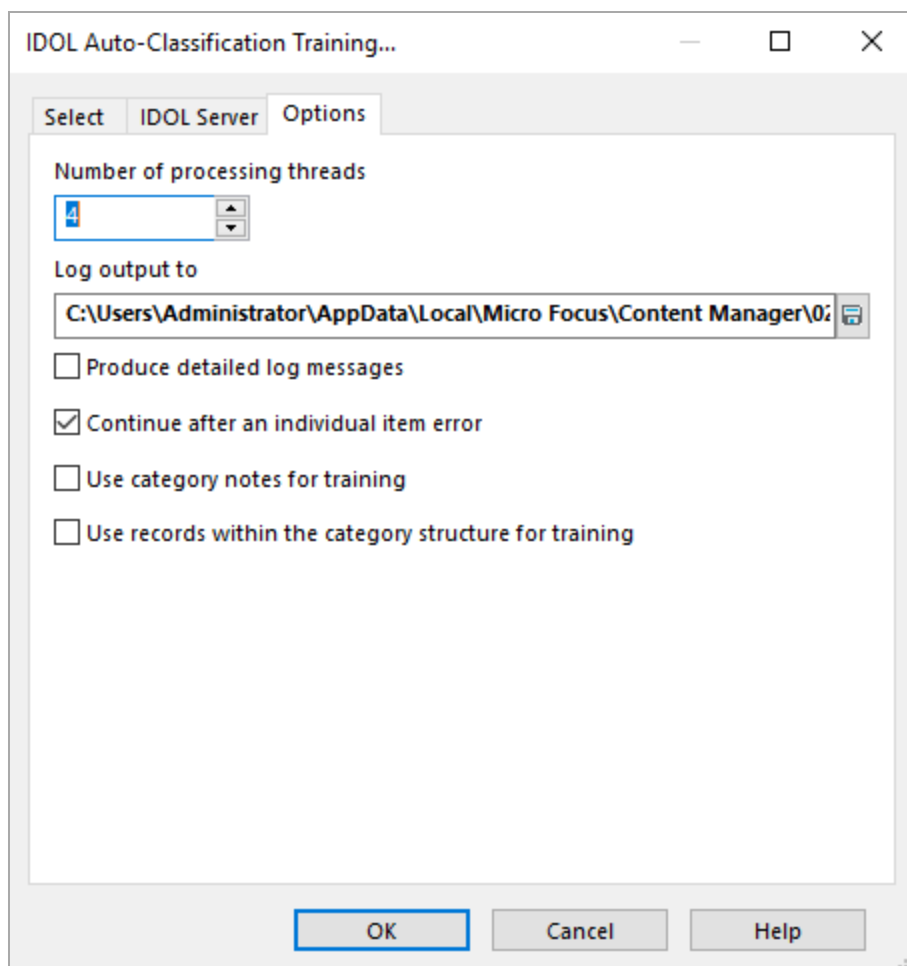 IDOL Auto-Classification Training...
Select IDOL Server Options
Number of processing threads
4
Log output to
C:\Users\Administrator\AppData\Local\Micro Focus\Content Manager\02
Produce detailed log messages
Continue after an individual item error
Use category notes for training
Use records within the category structure for training
OK Cancel Help